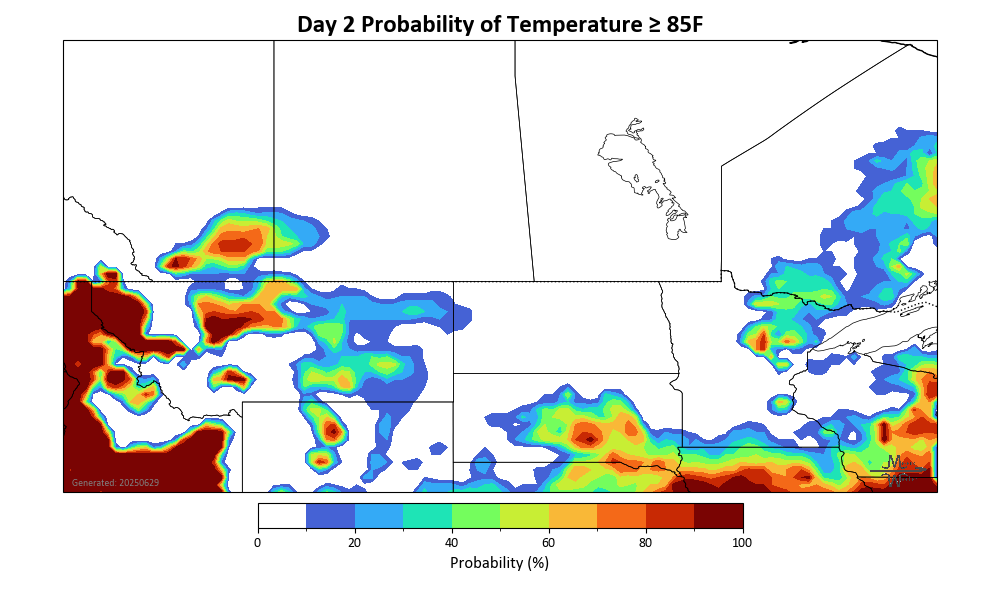 Day 2 Probability of Temperature ≥ 85F
Generated: 20250629
0 20 40 60 80 100
Probability (%)